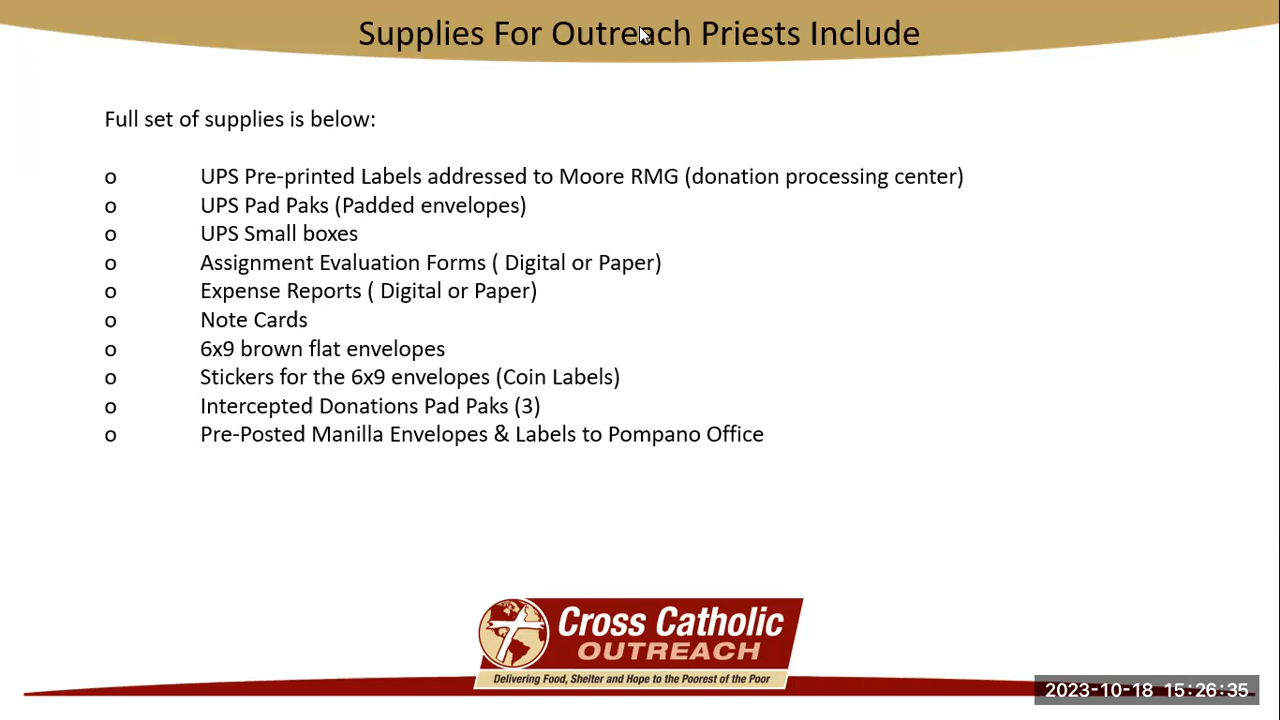 Supplies For Outreach Priests Include
Full set of supplies is below:
o UPS Pre-printed Labels addressed to Moore RMG (donation processing center)
o UPS Pad Paks (Padded envelopes)
o UPS Small boxes
o Assignment Evaluation Forms ( Digital or Paper)
o Expense Reports ( Digital or Paper)
o Note Cards
o 6x9 brown flat envelopes
o Stickers for the 6x9 envelopes (Coin Labels)
o Intercepted Donations Pad Paks (3)
o Pre-Posted Manilla Envelopes & Labels to Pompano Office
Cross Catholic
OUTREACH
Delivering Food, Shelter and Hope to the Poorest of the Poor
2023-10-18 15:26:35